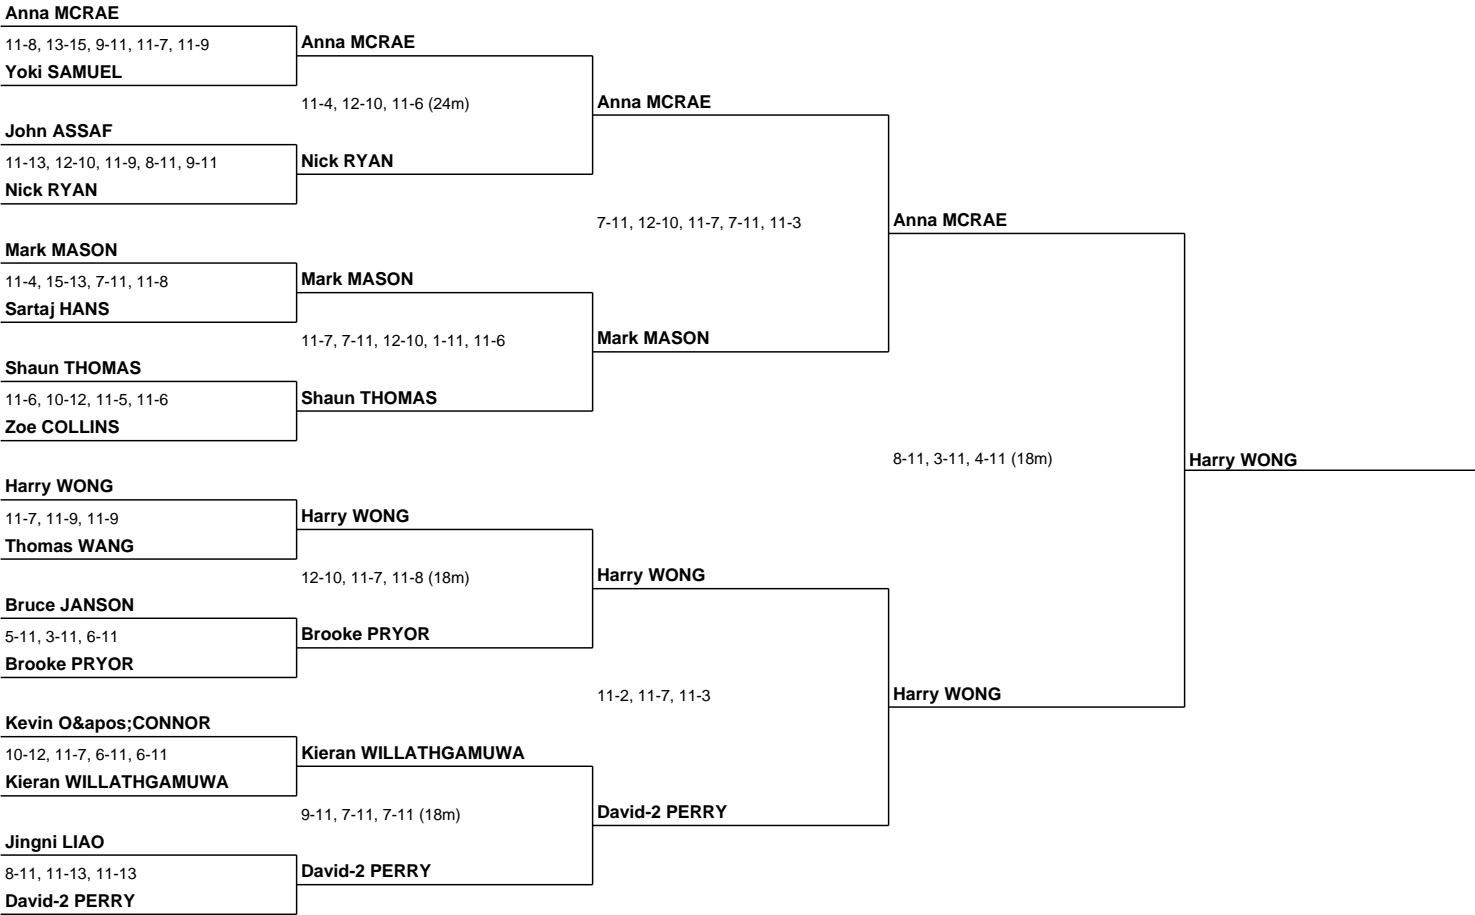 Anna MCRAE
11-8, 13-15, 9-11, 11-7, 11-9
Yoki SAMUEL
John ASSAF
11-13, 12-10, 11-9, 8-11, 9-11
Nick RYAN
Mark MASON
11-4, 15-13, 7-11, 11-8
Sartaj HANS
Shaun THOMAS
11-6, 10-12, 11-5, 11-6
Zoe COLLINS
Harry WONG
11-7, 11-9, 11-9
Thomas WANG
Bruce JANSON
5-11, 3-11, 6-11
Brooke PRYOR
Kevin O&apos;CONNOR
10-12, 11-7, 6-11, 6-11
Kieran WILLATHGAMUWA
Jingni LIAO
8-11, 11-13, 11-13
David-2 PERRY
Anna MCRAE
11-4, 12-10, 11-6 (24m)
Nick RYAN
Mark MASON
11-7, 7-11, 12-10, 1-11, 11-6
Shaun THOMAS
Harry WONG
12-10, 11-7, 11-8 (18m)
Brooke PRYOR
Kieran WILLATHGAMUWA
9-11, 7-11, 7-11 (18m)
David-2 PERRY
Anna MCRAE
7-11, 12-10, 11-7, 7-11, 11-3
Mark MASON
Harry WONG
11-2, 11-7, 11-3
David-2 PERRY
Anna MCRAE
8-11, 3-11, 4-11 (18m)
Harry WONG
Harry WONG